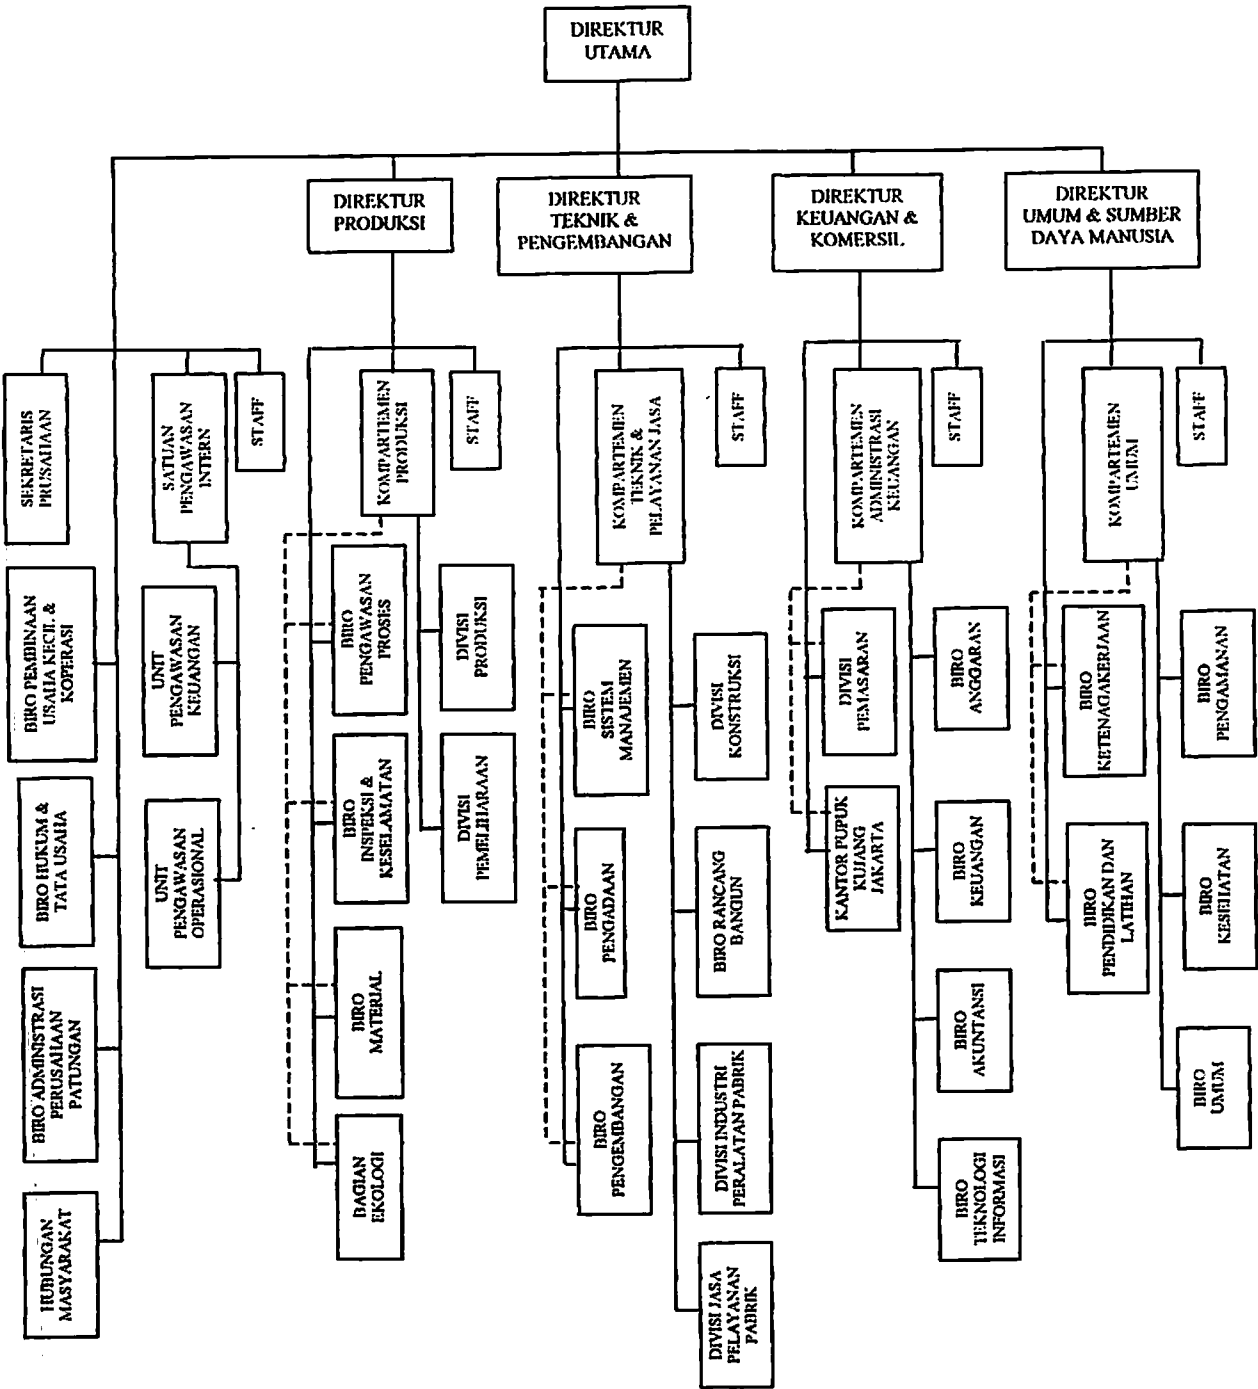 DIREKTUR
UTAMA
DIREKTUR
PRODUKSI
DIREKTUR
TEKNIK &
PENGEMBANGAN
DIREKTUR
KEUANGAN &
KOMERSIL
DIREKTUR
UMUM & SUMBER
DAYA MANUSIA
SEKRETARIS
PRUSAHAAN
SATUAN
PENGAWASAN
INTERN
STAFF
BIRO PEMBINAAN
USAHA KECIL &
KOPERASI
UNIT
PENGAWASAN
KEUANGAN
BIRO HUKUM &
TATA USAHA
UNIT
PENGAWASAN
OPERASIONAL
BIRO ADMINISTRASI
PERUSAHAAN
PATUNGAN
HUBUNGAN
MASYARAKAT
KOMPARTEMEN
PRODUKSI
STAFF
BIRO
PENGAWASAN
PROSES
DIVISI
PRODUKSI
BIRO
INSPEKSI &
KESELAMATAN
DIVISI
PEMELIHARAAN
BIRO
MATERIAL
BAGIAN
EKOLOGI
KOMPARTEMEN
TEKNIK &
PELAYANAN JASA
STAFF
BIRO
SISTEM
MANAJEMEN
DIVISI
KONSTRUKSI
BIRO
PENGADAAN
BIRO RANCANG
BANGUN
BIRO
PENGEMBANGAN
DIVISI INDUSTRI
PERALATAN PABRIK
DIVISI JASA
PELAYANAN
PABRIK
KOMPARTEMEN
ADMINISTRASI
KEUANGAN
STAFF
DIVISI
PEMASARAN
BIRO
ANGGARAN
KANTOR PUPUK
KUJANG
JAKARTA
BIRO
KEUANGAN
BIRO
AKUNTANSI
BIRO
TEKNOLOGI
INFORMASI
KOMPARTEMEN
UMUM
STAFF
BIRO
KETENAGAKERJAAN
BIRO
PENGAMANAN
BIRO
PENDIDIKAN DAN
LATIHAN
BIRO
KESEHATAN
BIRO
UMUM